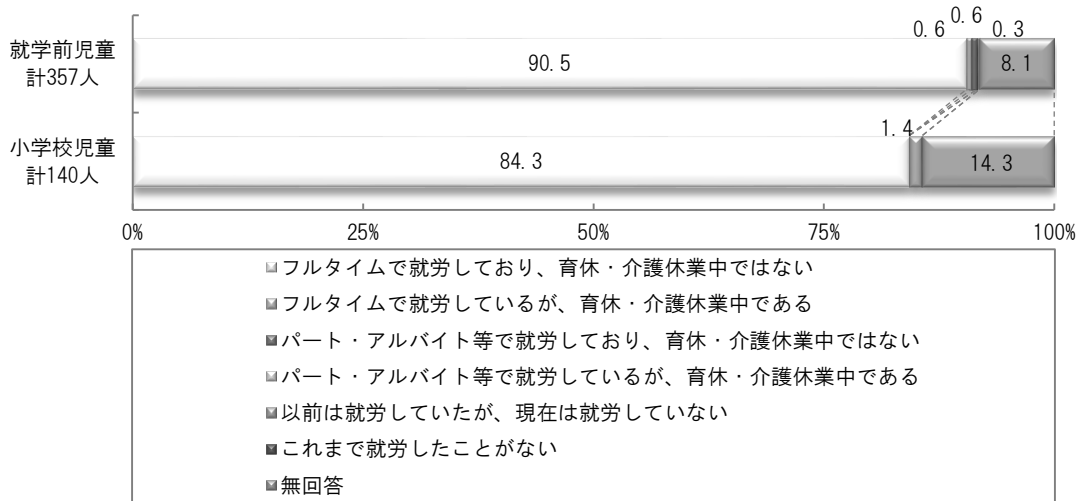 0.6
0.6 0.3
就学前児童
計357人
90.5
8.1
1.4
小学校児童
計140人
84.3
14.3
0% 25% 50% 75% 100%
フルタイムで就労しており、育休・介護休業中ではない
フルタイムで就労しているが、育休・介護休業中である
パート・アルバイト等で就労しており、育休・介護休業中ではない
パート・アルバイト等で就労しているが、育休・介護休業中である
以前は就労していたが、現在は就労していない
これまで就労したことがない
無回答